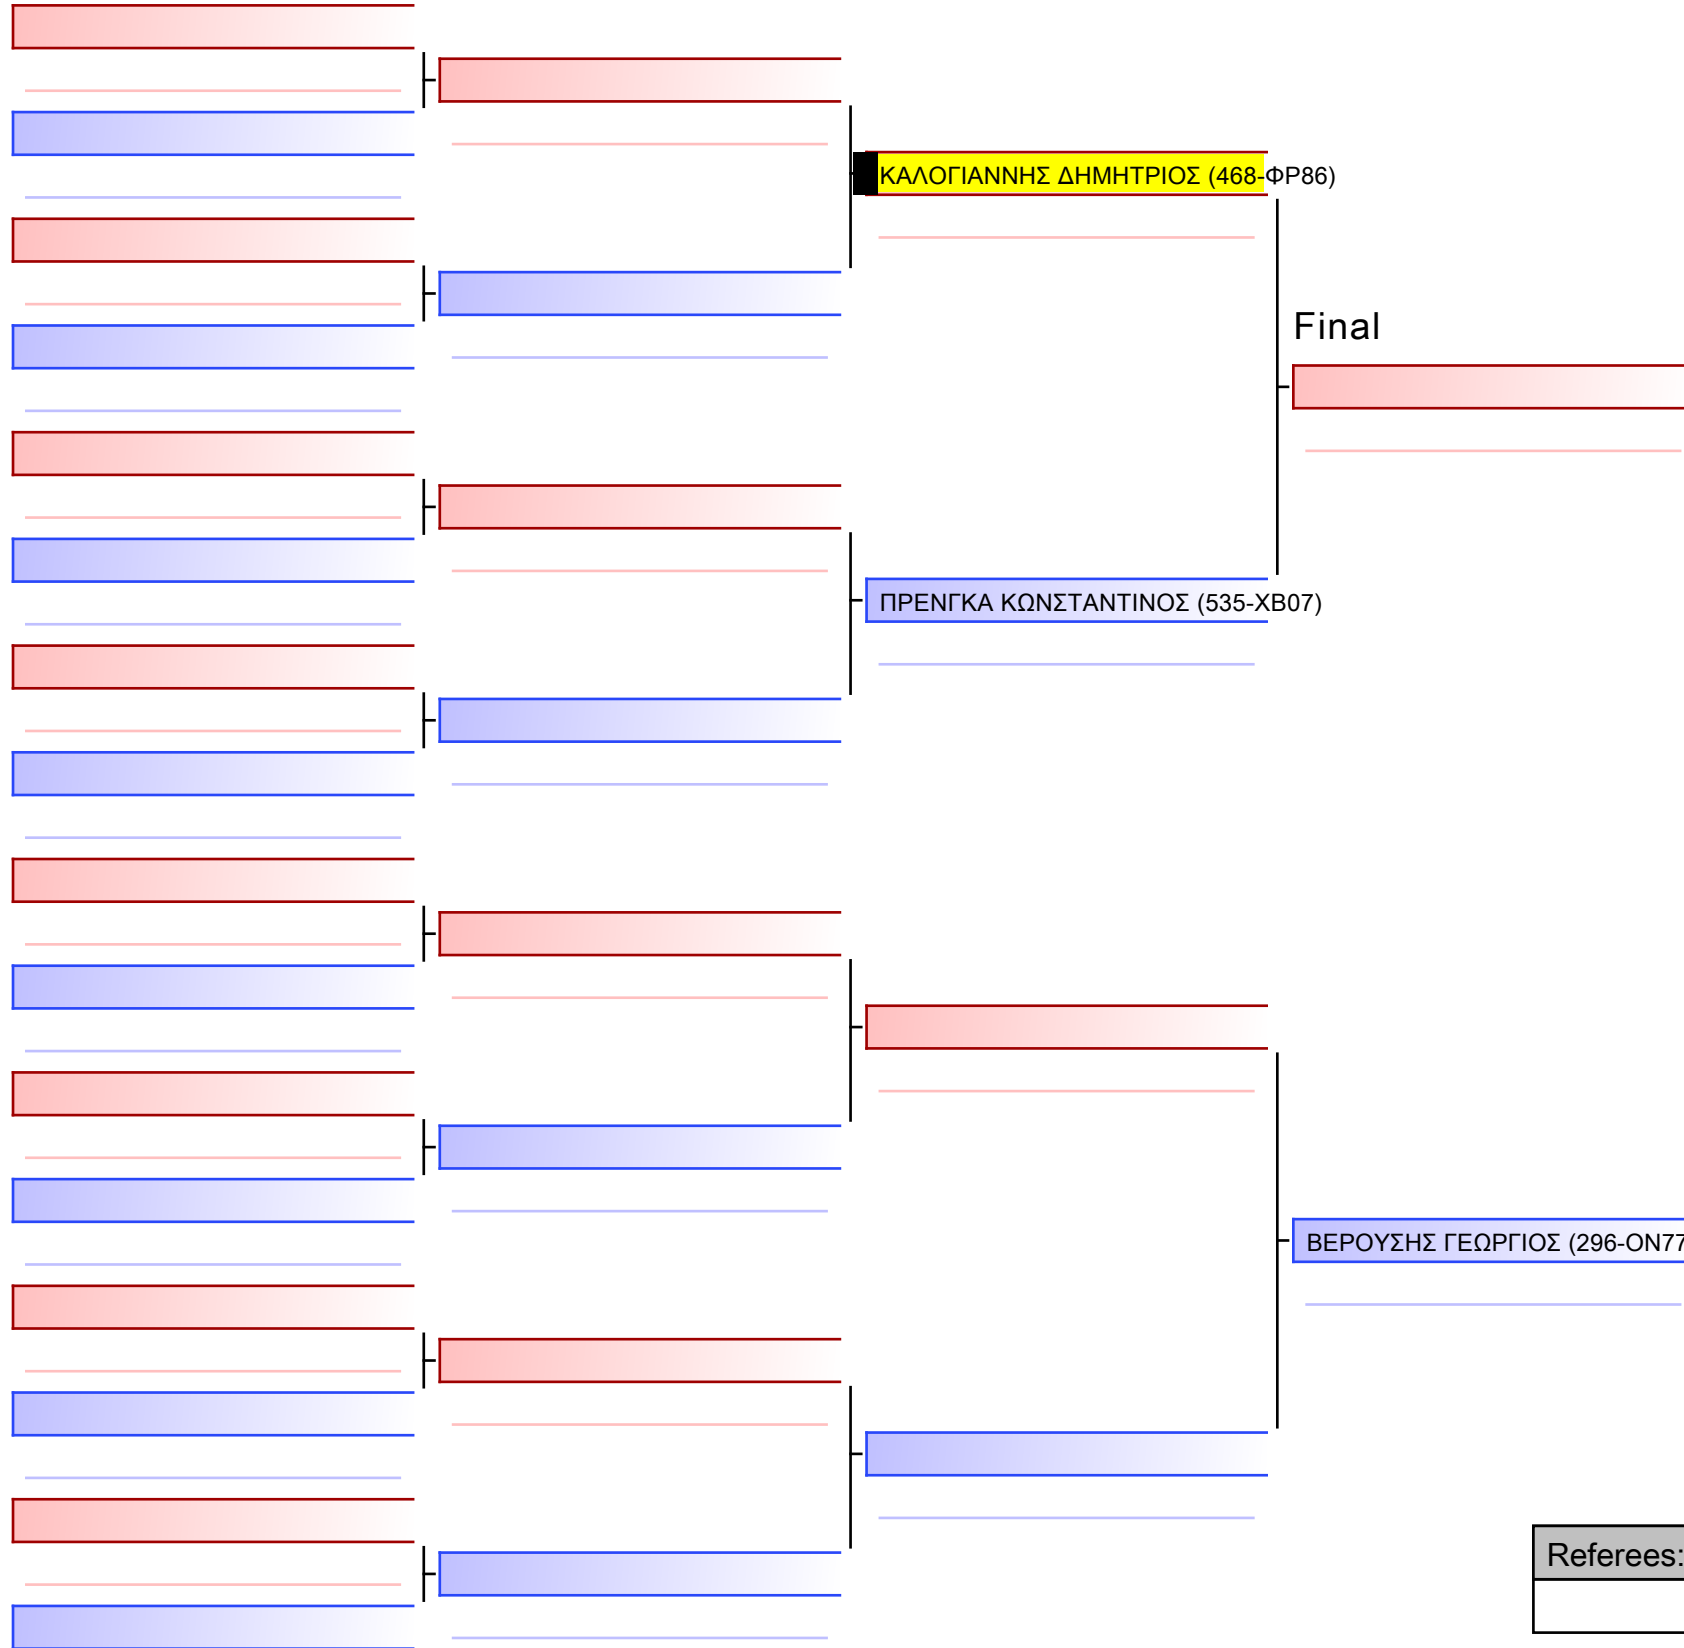 ΚΑΛΟΓΙΑΝΝΗΣ ΔΗΜΗΤΡΙΟΣ (468-ΦΡ86)
Final
ΠΡΕΝΓΚΑ ΚΩΝΣΤΑΝΤΙΝΟΣ (535-ΧΒ07)
ΒΕΡΟΥΣΗΣ ΓΕΩΡΓΙΟΣ (296-ΟΝ77
Referees: